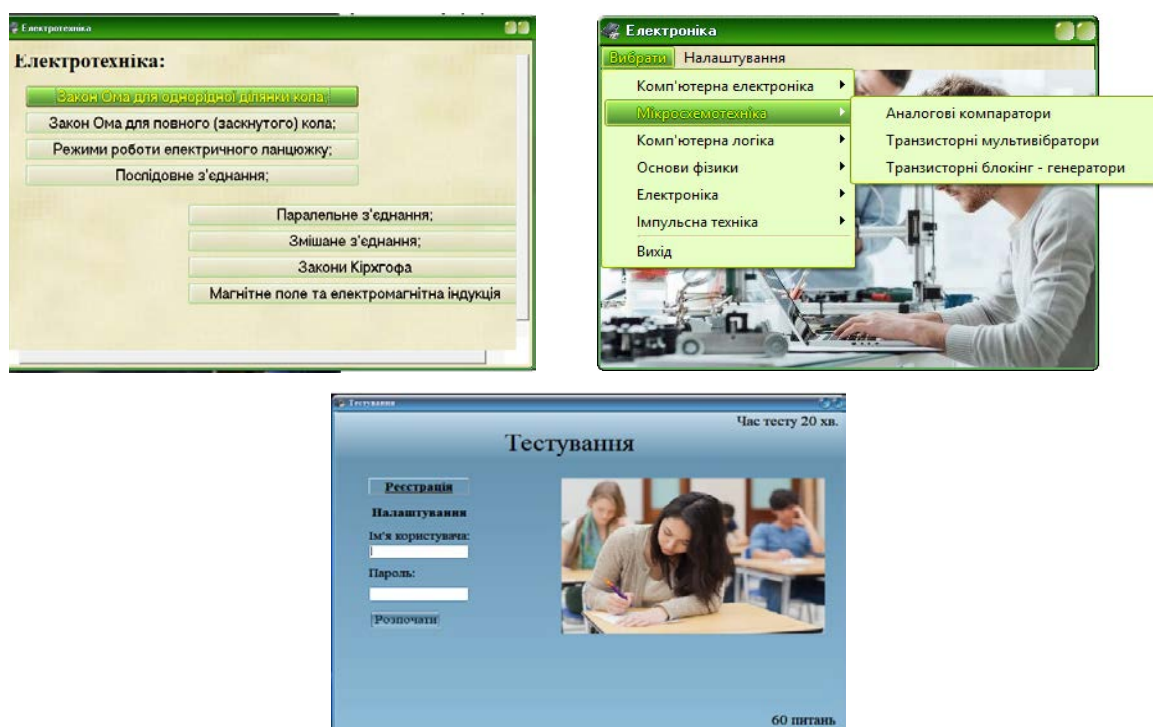 Електротехніка
Електротехніка:
Закон Ома для однорідної ділянки кола;
Закон Ома для повного (заскнутого) кола;
Режими роботи електричного ланцюжку;
Послідовне з'єднання;
Паралельне з'єднання;
Змішане з'єднання;
Закони Кірхгофа
Магнітне поле та електромагнітна індукція
Електроніка
Вибрати Налаштування
Комп'ютерна електроніка
Мікросхемотехніка
Комп'ютерна логіка
Основи фізики
Електроніка
Імпульсна техніка
Вихід
Аналогові компаратори
Транзисторні мультивібратори
Транзисторні блокінг - генератори
Тестування
Час тесту 20 хв.
Тестування
Реєстрація
Налаштування
Ім'я користувача:
Пароль:
Розпочати
60 питань